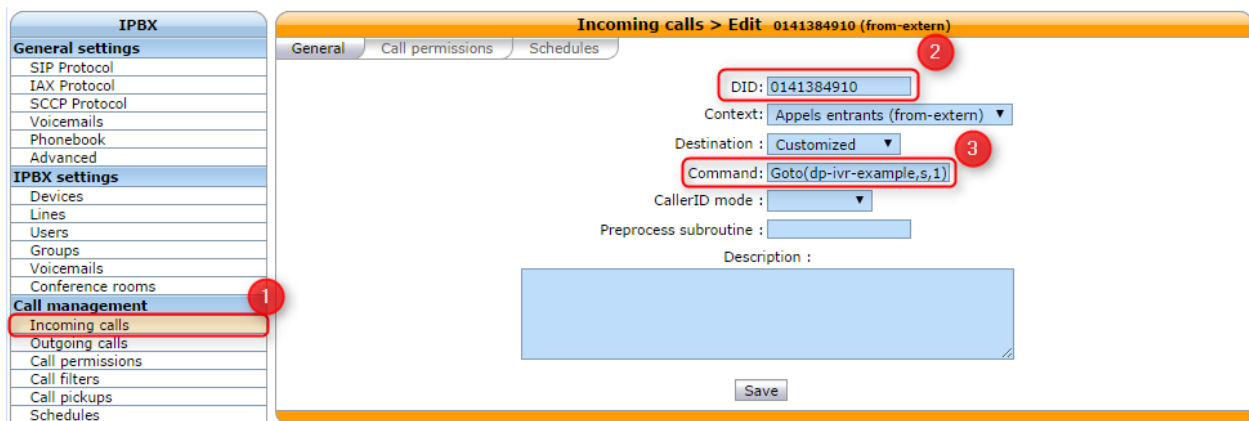 IPBX
General settings
SIP Protocol
IAX Protocol
SCCP Protocol
Voicemails
Phonebook
Advanced
IPBX settings
Devices
Lines
Users
Groups
Voicemails
Conference rooms
Call management
1
Incoming calls
Outgoing calls
Call permissions
Call filters
Call pickups
Schedules
Incoming calls > Edit 0141384910 (from-extern)
General Call permissions Schedules
2
DID: 0141384910
Context: Appels entrants (from-extern) ▼
Destination : Customized ▼
3
Command: Goto(dp-ivr-example,s,1)
CallerID mode : ▼
Preprocess subroutine :
Description :
Save